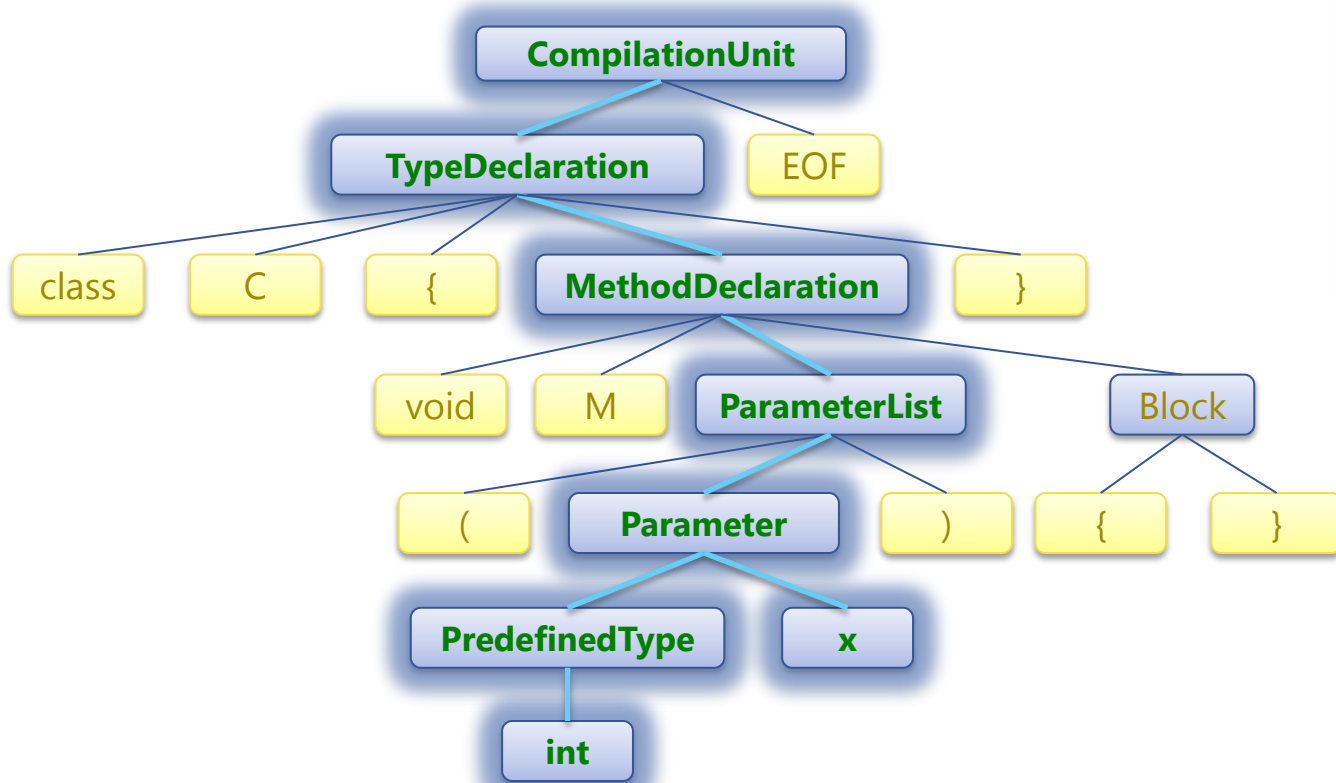 CompilationUnit
TypeDeclaration
EOF
class
C
{
MethodDeclaration
}
void
M
ParameterList
Block
(
Parameter
)
{
}
PredefinedType
x
int